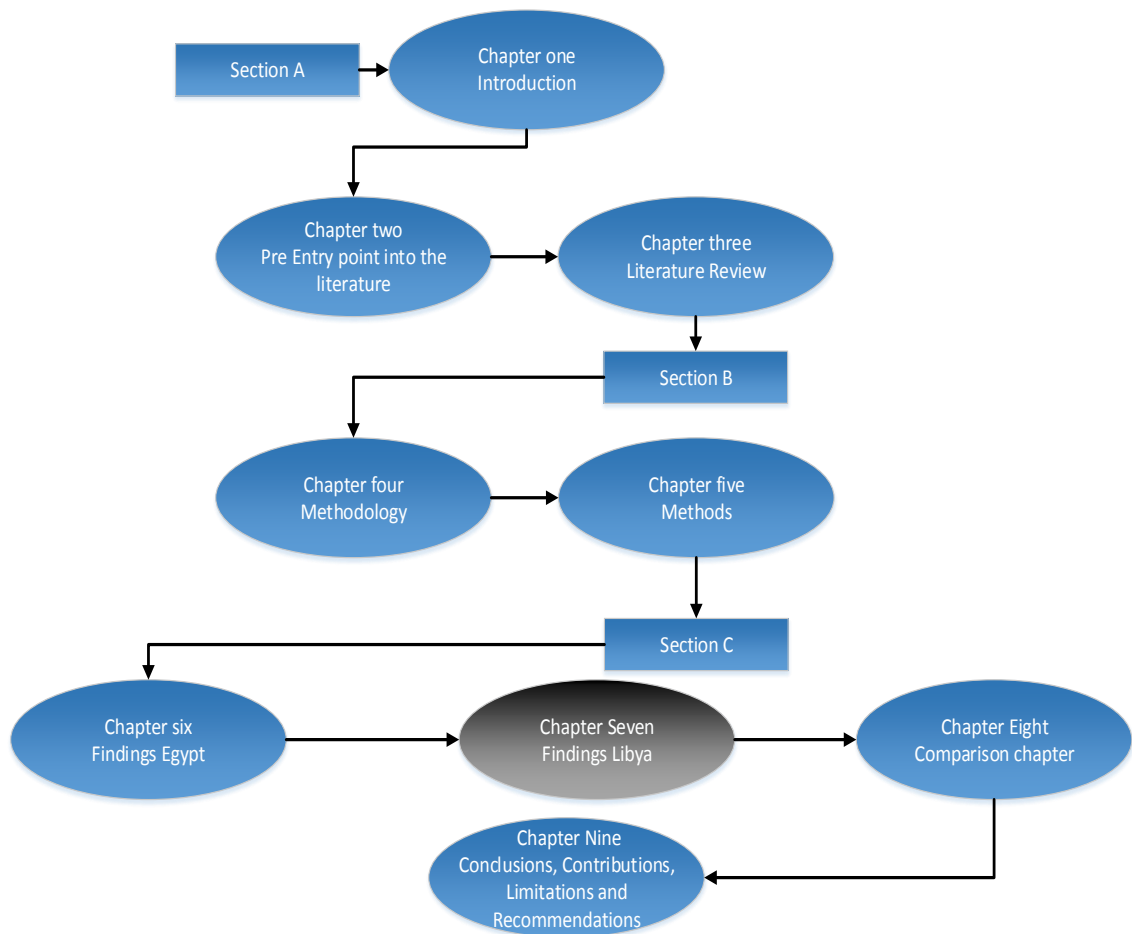 Section A
Chapter one
Introduction
Chapter two
Pre Entry point into the
literature
Chapter three
Literature Review
Section B
Chapter four
Methodology
Chapter five
Methods
Section C
Chapter six
Findings Egypt
Chapter Seven
Findings Libya
Chapter Eight
Comparison chapter
Chapter Nine
Conclusions, Contributions,
Limitations and
Recommendations